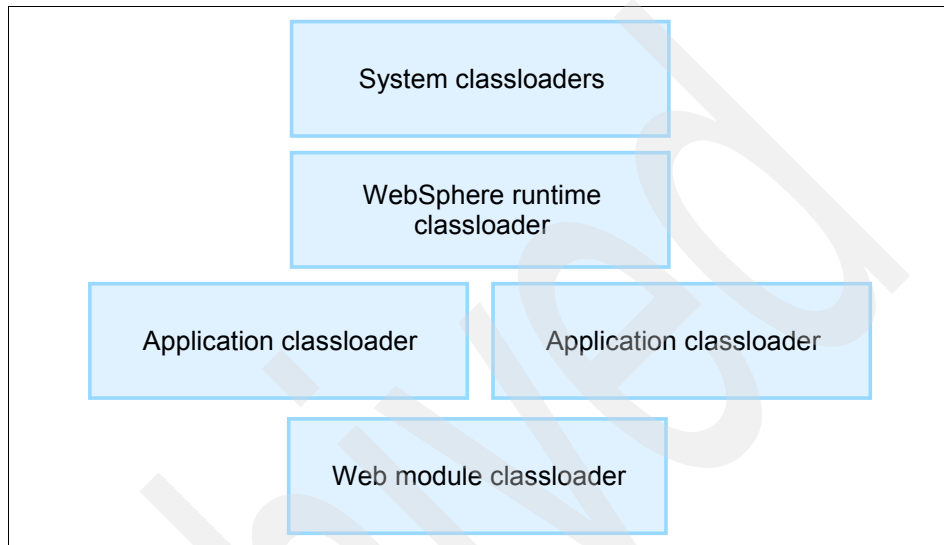 System classloaders
WebSphere runtime
classloader
Application classloader
Application classloader
Web module classloader